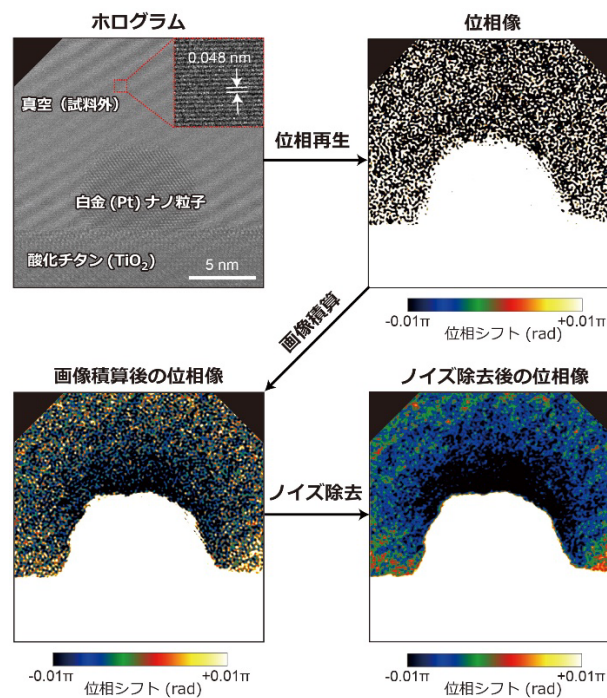 ホログラム
0.048 nm
真空（試料外）
白金 (Pt) ナノ粒子
酸化チタン (TiO2)
5 nm
位相再生
位相像
-0.01π
+0.01π
位相シフト (rad)
画像積算
画像積算後の位相像
-0.01π
+0.01π
位相シフト (rad)
ノイズ除去
ノイズ除去後の位相像
-0.01π
+0.01π
位相シフト (rad)